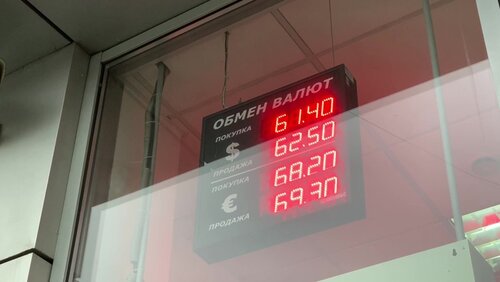 ОБМЕН ВАЛЮТ
ПОКУПКА 61.40
$
ПРОДАЖА 62.50
ПОКУПКА 68.20
€
ПРОДАЖА 69.30